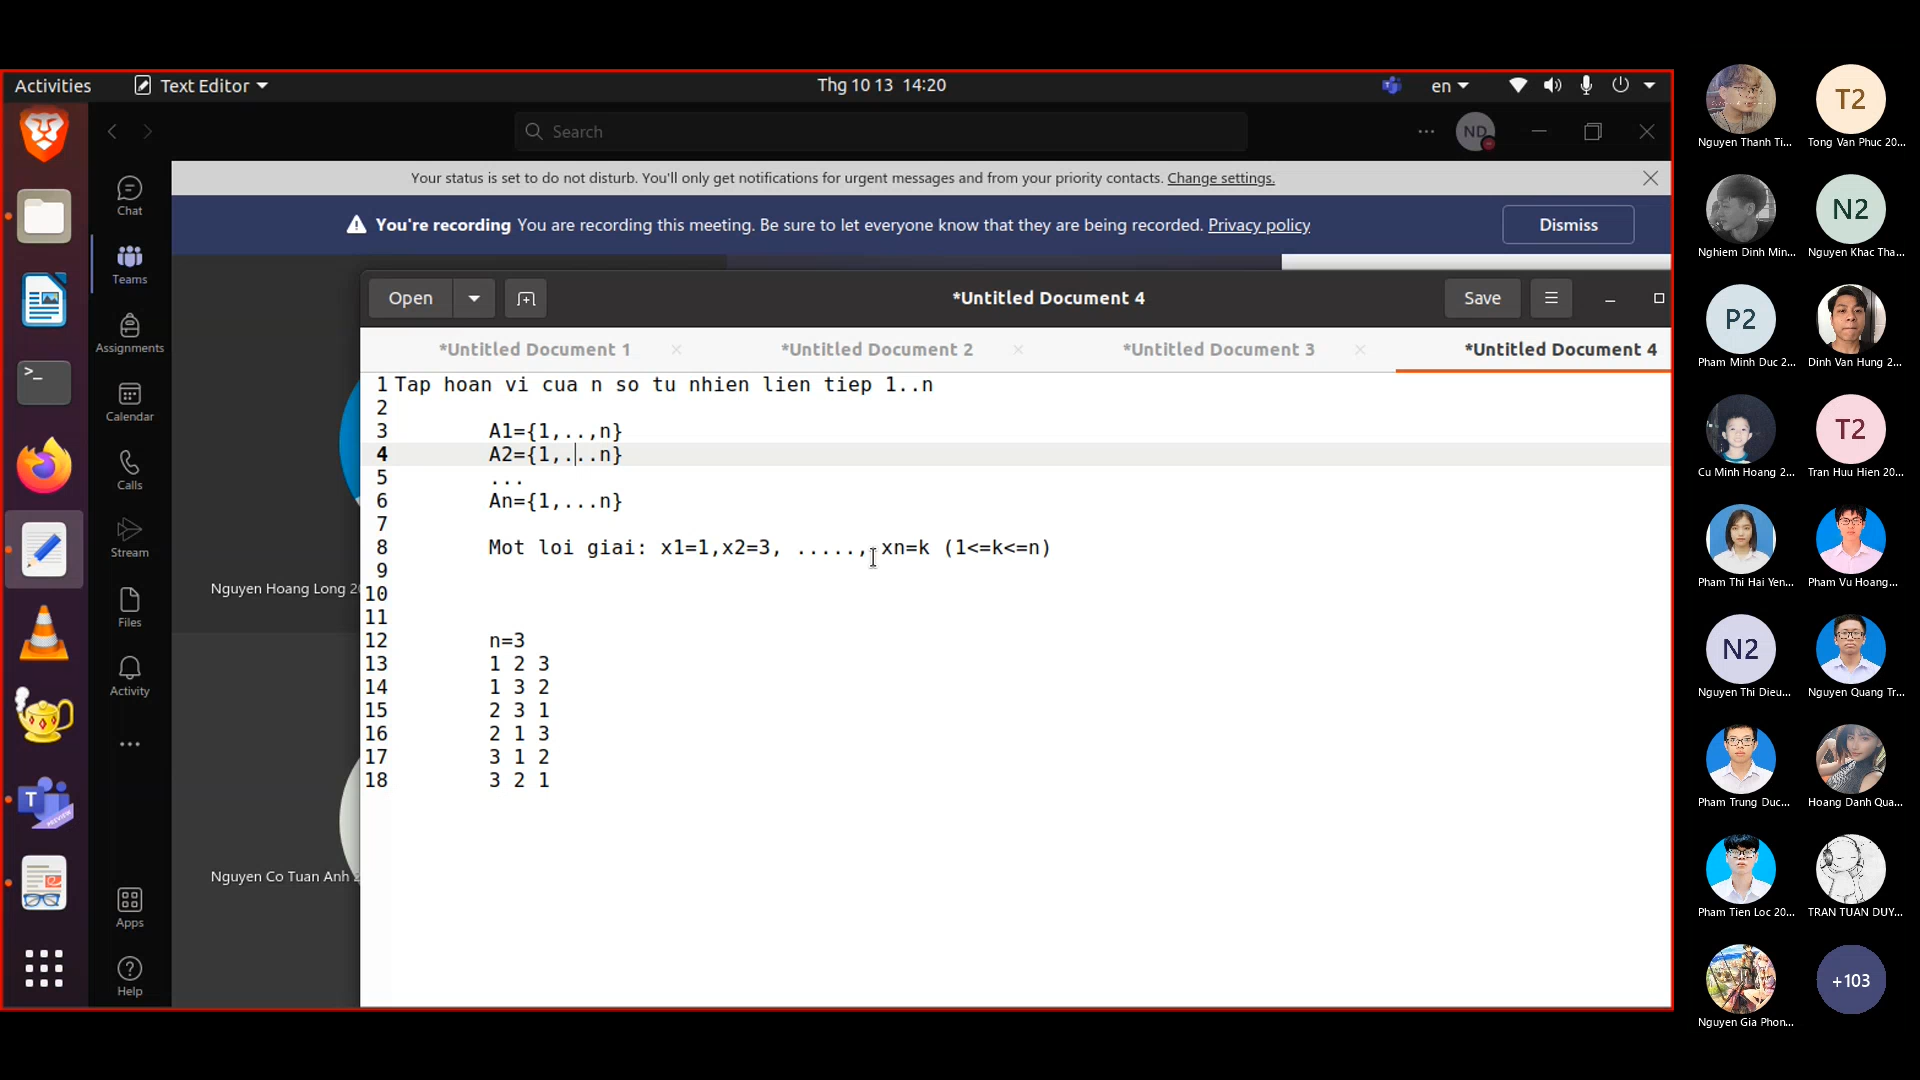 Activities
Text Editor
Thg 10 13 14:20
en
Search
ND
Your status is set to do not disturb. You'll only get notifications for urgent messages and from your priority contacts. Change settings.
You're recording You are recording this meeting. Be sure to let everyone know that they are being recorded. Privacy policy
Dismiss
Chat
Teams
Assignments
Calendar
Calls
Stream
Files
Activity
Apps
Help
Nguyen Hoang Long 2
Nguyen Co Tuan Anh
Open
*Untitled Document 4
Save
*Untitled Document 1
*Untitled Document 2
*Untitled Document 3
*Untitled Document 4
1 Tap hoan vi cua n so tu nhien lien tiep 1..n
2
3 A1={1,..,n}
4 A2={1,...n}
5 ...
6 An={1,...n}
7
8 Mot loi giai: x1=1,x2=3, ....., xn=k (1<=k<=n)
9
10
11
12 n=3
13 1 2 3
14 1 3 2
15 2 3 1
16 2 1 3
17 3 1 2
18 3 2 1
T2
Nguyen Thanh Ti...
Tong Van Phuc 20...
N2
Nghiem Dinh Min...
Nguyen Khac Tha...
P2
Pham Minh Duc 2...
Dinh Van Hung 2...
T2
Cu Minh Hoang 2...
Tran Huu Hien 20...
Pham Thi Hai Yen...
Pham Vu Hoang...
N2
Nguyen Thi Dieu...
Nguyen Quang Tr...
Pham Trung Duc...
Hoang Danh Qua...
Pham Tien Loc 20...
TRAN TUAN DUY...
Nguyen Gia Phon...
+103